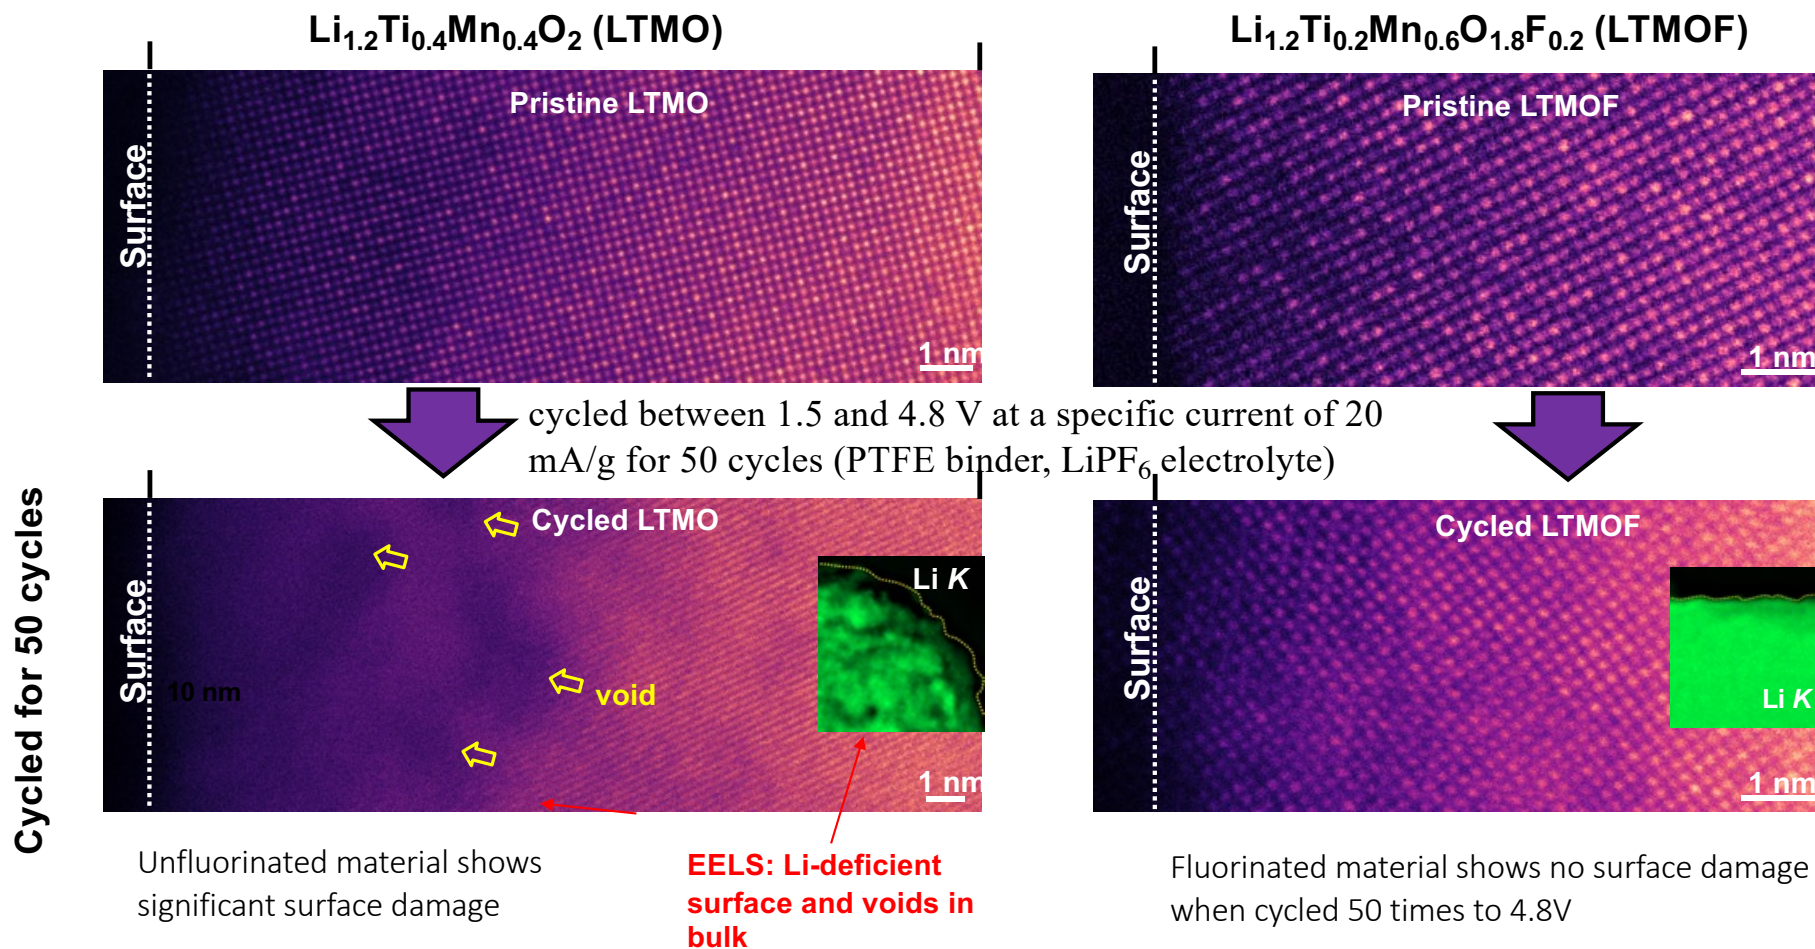 Li1.2Ti0.4Mn0.4O2 (LTMO)
Li1.2Ti0.2Mn0.6O1.8F0.2 (LTMOF)
Pristine LTMO
Surface
1 nm
Pristine LTMOF
Surface
1 nm
cycled between 1.5 and 4.8 V at a specific current of 20
mA/g for 50 cycles (PTFE binder, LiPF6 electrolyte)
Cycled for 50 cycles
Cycled LTMO
Surface
10 nm
void
Li K
1 nm
Cycled LTMOF
Surface
Li K
1 nm
Unfluorinated material shows
significant surface damage
EELS: Li-deficient
surface and voids in
bulk
Fluorinated material shows no surface damage
when cycled 50 times to 4.8V